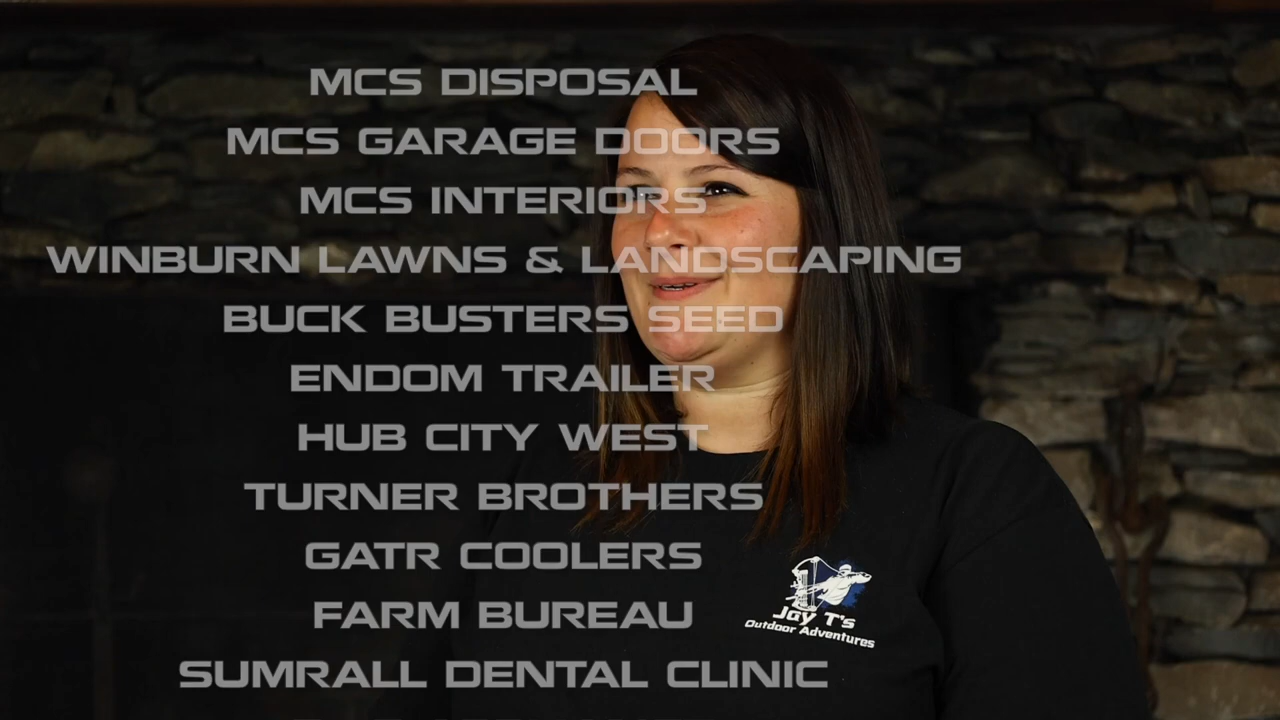 MCS DISPOSAL
MCS GARAGE DOORS
MCS INTERIORS
WINBURN LAWNS & LANDSCAPING
BUCK BUSTERS SEED
ENDOM TRAILER
HUB CITY WEST
TURNER BROTHERS
GATR COOLERS
FARM BUREAU
SUMRALL DENTAL CLINIC
Jay T's
Outdoor Adventures